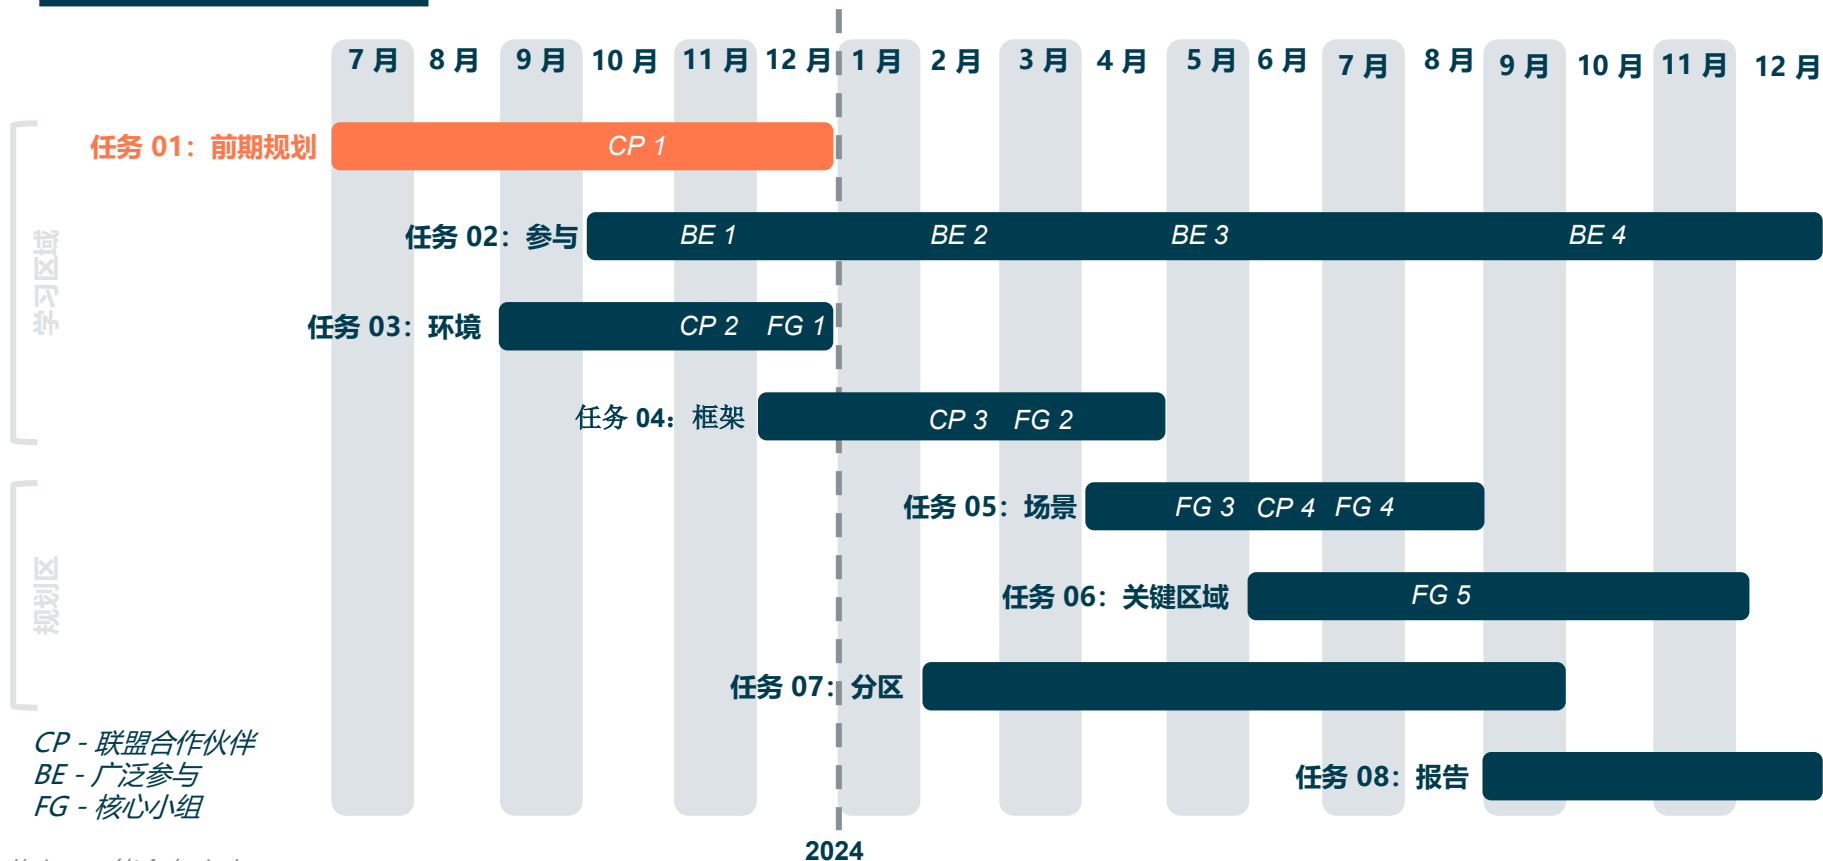 7 月 8 月 9 月 10 月 11 月 12 月 1 月 2 月 3 月 4 月 5 月 6 月 7 月 8 月 9 月 10 月 11 月 12 月
任务 01：前期规划 CP 1
任务 02：参与 BE 1 BE 2 BE 3 BE 4
学习区域
任务 03：环境 CP 2 FG 1
任务 04：框架 CP 3 FG 2
任务 05：场景 FG 3 CP 4 FG 4
规划区
任务 06：关键区域 FG 5
任务 07：分区
CP - 联盟合作伙伴
BE - 广泛参与
FG - 核心小组
任务 08：报告
2024